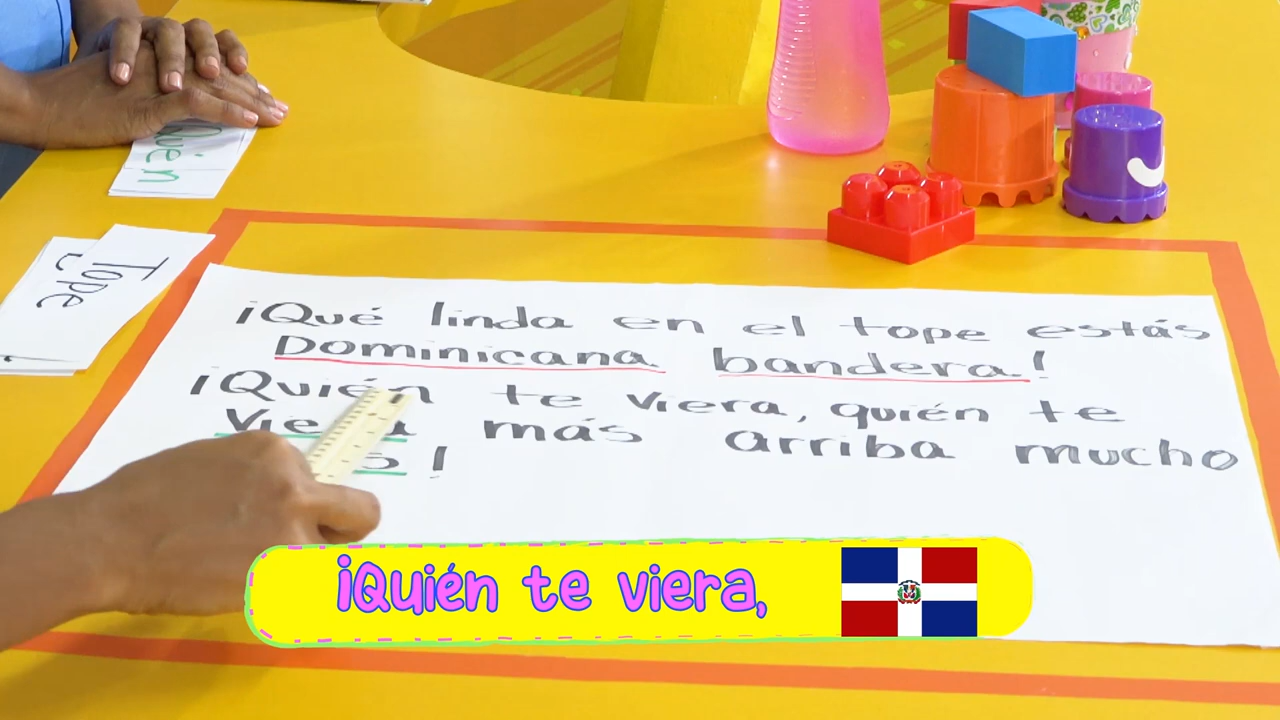 Quién
Tope
¡Qué linda en el tope estás
Dominicana bandera!
¡Quién te viera, quién te
más arriba mucho
!
¡Quién te viera,